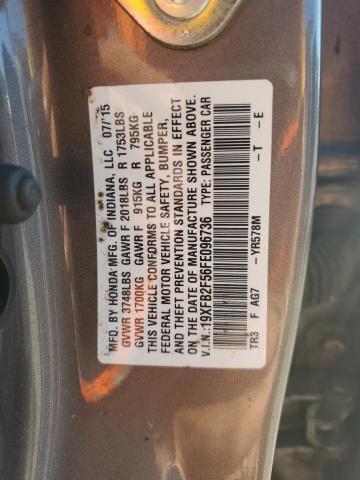 MFD. BY HONDA MFG. OF INDIANA, LLC 07/'15
GVWR 3748LBS GAWR F 2018LBS R 1753LBS
GVWR 1700KG GAWR F 915KG R 795KG
THIS VEHICLE CONFORMS TO ALL APPLICABLE
FEDERAL MOTOR VEHICLE SAFETY, BUMPER,
AND THEFT PREVENTION STANDARDS IN EFFECT
ON THE DATE OF MANUFACTURE SHOWN ABOVE.
V.I.N.:19XFB2F56FE096736 TYPE: PASSENGER CAR
TR3 F AG7 -YR578M -T -E